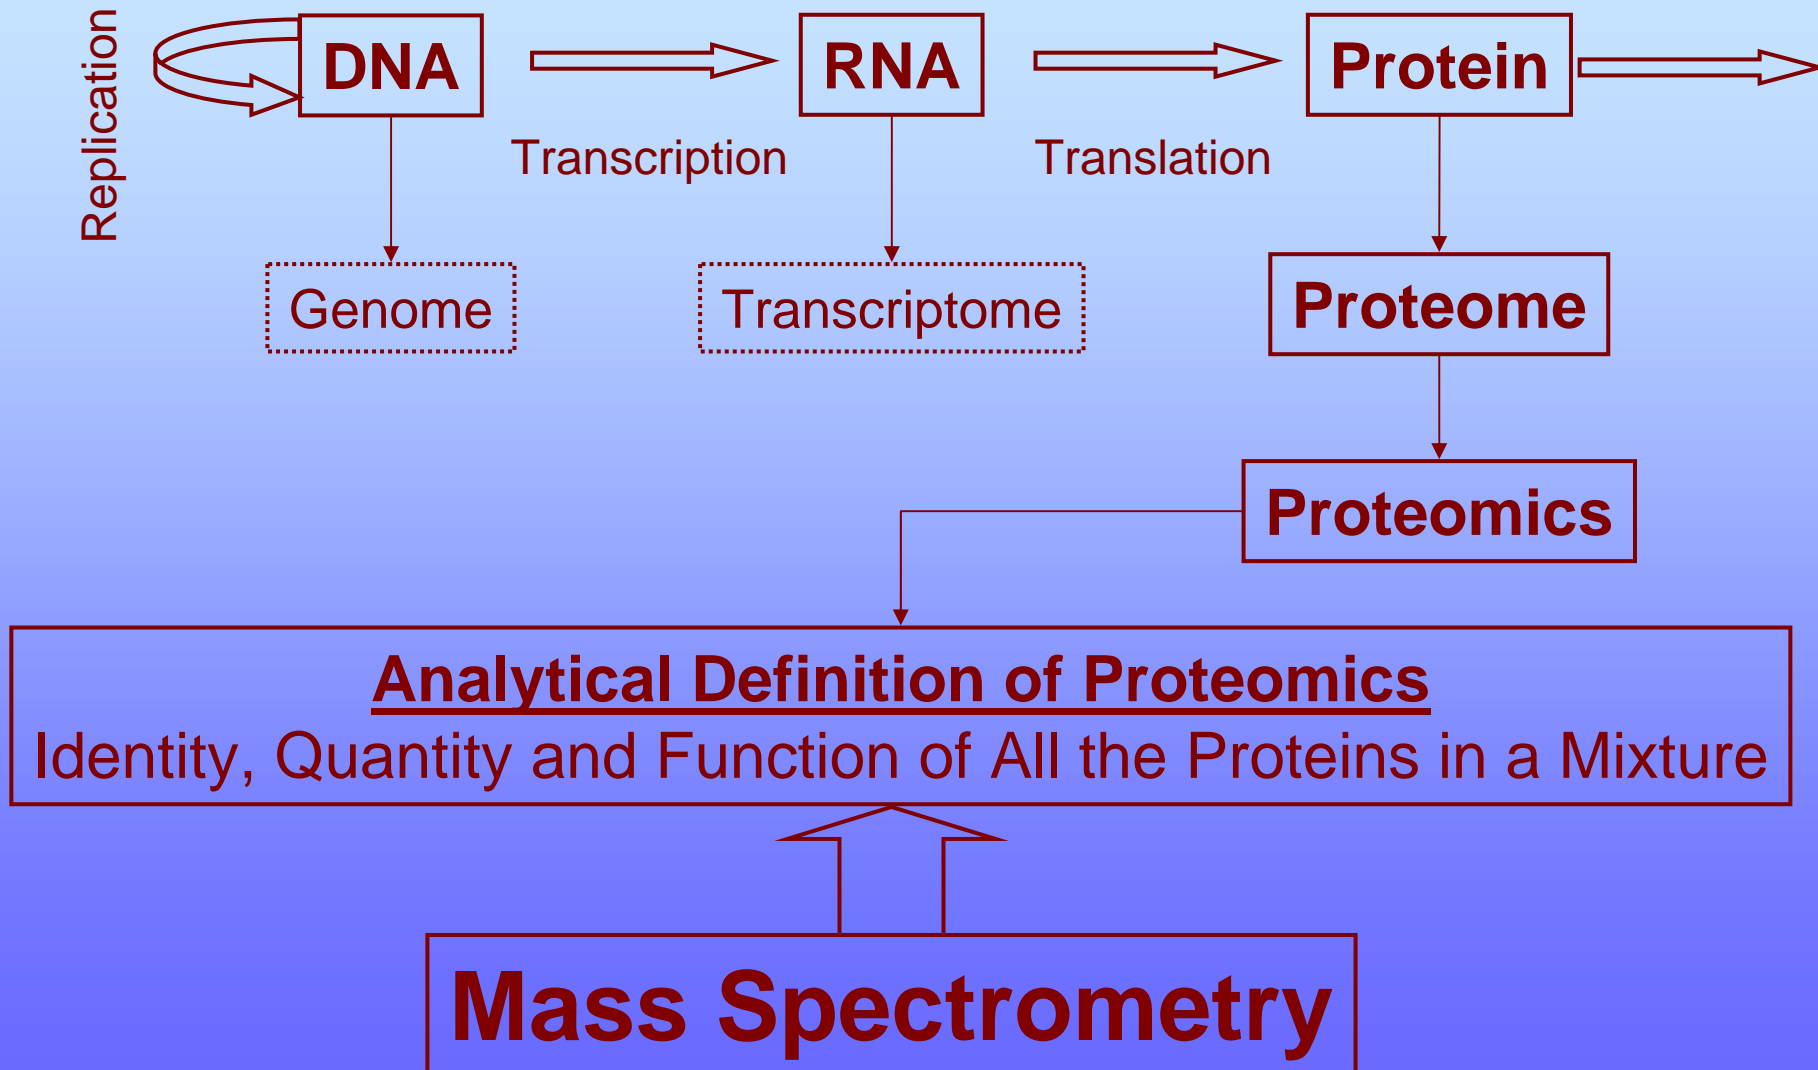 Replication
DNA
RNA
Protein
Transcription
Translation
Genome
Transcriptome
Proteome
Proteomics
Analytical Definition of Proteomics
Identity, Quantity and Function of All the Proteins in a Mixture
Mass Spectrometry